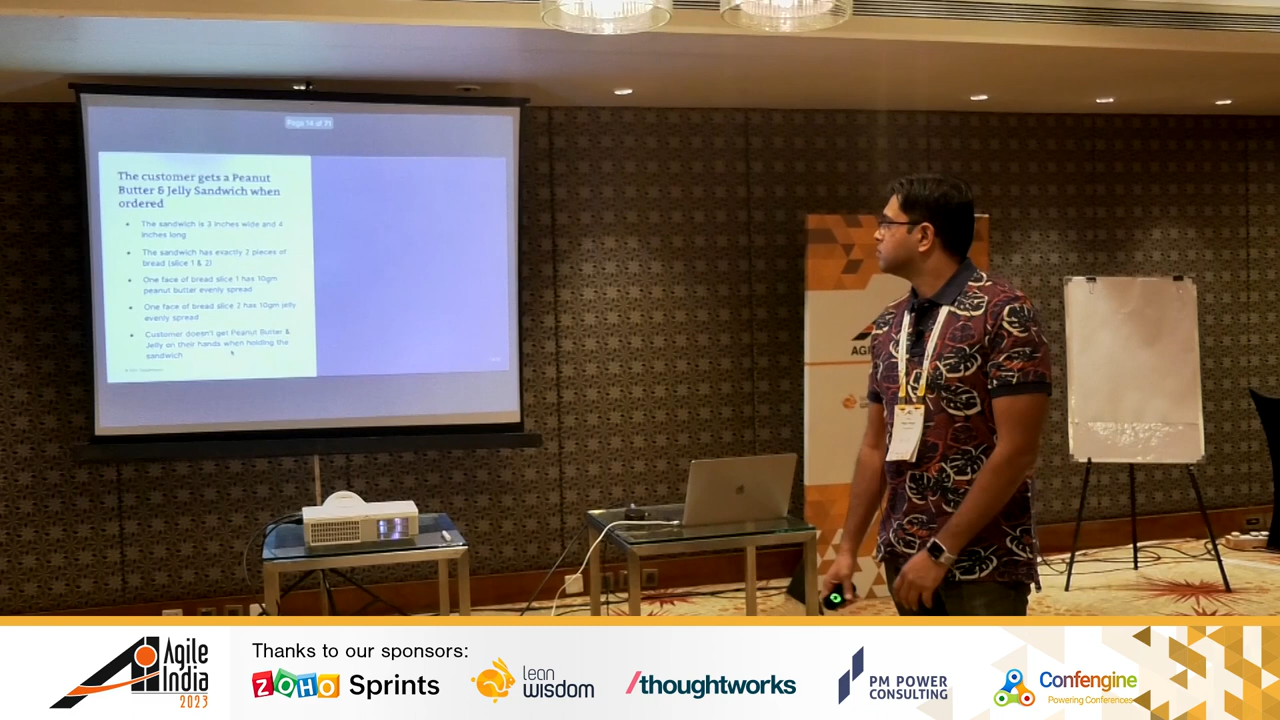 Page 14 of 71
The customer gets a Peanut
Butter & Jelly Sandwich when
ordered
The sandwich is 3 inches wide and 4
inches long
The sandwich has exactly 2 pieces of
bread (slice 1 & 2)
One face of bread slice 1 has 10gm
peanut butter evenly spread
One face of bread slice 2 has 10gm jelly
evenly spread
Customer doesn't get Peanut Butter &
Jelly on their hands when holding the
sandwich
AGI
Agile
India
2023
Thanks to our sponsors:
ZOHO Sprints
lean
wisdom
/thoughtworks
PM POWER
CONSULTING
Confengine
Powering Conferences